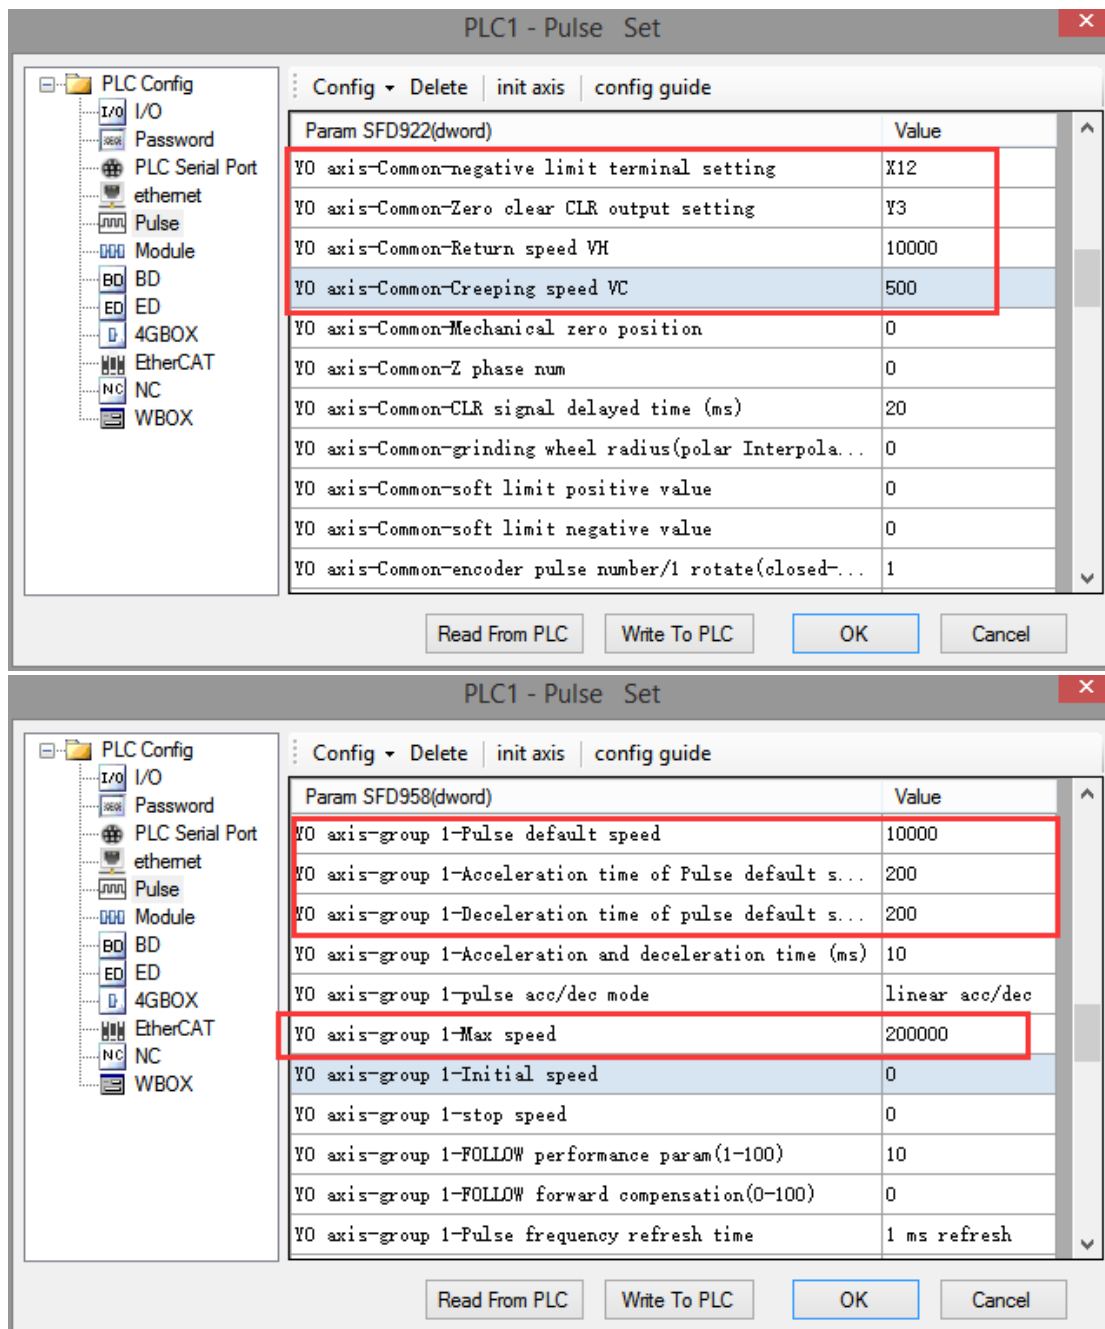 PLC1 - Pulse Set
PLC Config
I/O
I/O
Password
PLC Serial Port
ethernet
Pulse
Module
BD BD
ED ED
4GBOX
EtherCAT
NC NC
WBOX
Config Delete init axis config guide
Param SFD922(dword) Value
Y0 axis-Common-negative limit terminal setting X12
Y0 axis-Common-Zero clear CLR output setting Y3
Y0 axis-Common-Return speed VH 10000
Y0 axis-Common-Creeping speed VC 500
Y0 axis-Common-Mechanical zero position 0
Y0 axis-Common-Z phase num 0
Y0 axis-Common-CLR signal delayed time (ms) 20
Y0 axis-Common-grinding wheel radius(polar Interpola... 0
Y0 axis-Common-soft limit positive value 0
Y0 axis-Common-soft limit negative value 0
Y0 axis-Common-encoder pulse number/1 rotate(closed-... 1
Read From PLC Write To PLC OK Cancel
PLC1 - Pulse Set
PLC Config
I/O
I/O
Password
PLC Serial Port
ethernet
Pulse
Module
BD BD
ED ED
4GBOX
EtherCAT
NC NC
WBOX
Config Delete init axis config guide
Param SFD958(dword) Value
Y0 axis-group 1-Pulse default speed 10000
Y0 axis-group 1-Acceleration time of Pulse default s... 200
Y0 axis-group 1-Deceleration time of pulse default s... 200
Y0 axis-group 1-Acceleration and deceleration time (ms) 10
Y0 axis-group 1-pulse acc/dec mode linear acc/dec
Y0 axis-group 1-Max speed 200000
Y0 axis-group 1-Initial speed 0
Y0 axis-group 1-stop speed 0
Y0 axis-group 1-FOLLOW performance param(1-100) 10
Y0 axis-group 1-FOLLOW forward compensation(0-100) 0
Y0 axis-group 1-Pulse frequency refresh time 1 ms refresh
Read From PLC Write To PLC OK Cancel